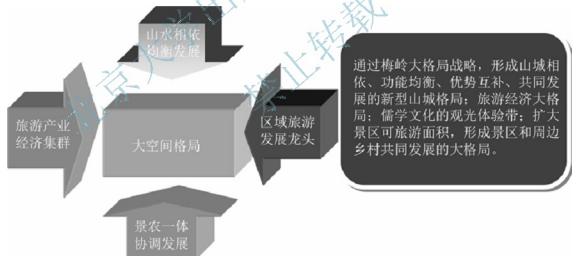 山水相依
均衡发展
旅游产业
经济集群
大空间格局
区域旅游
发展龙头
景农一体
协调发展
通过梅岭大格局战略，形成山城相
依、功能均衡、优势互补、共同发
展的新型山城格局；旅游经济大格
局；儒学文化的观光体验带；扩大
景区可旅游面积，形成景区和周边
乡村共同发展的大格局。
禁止转载